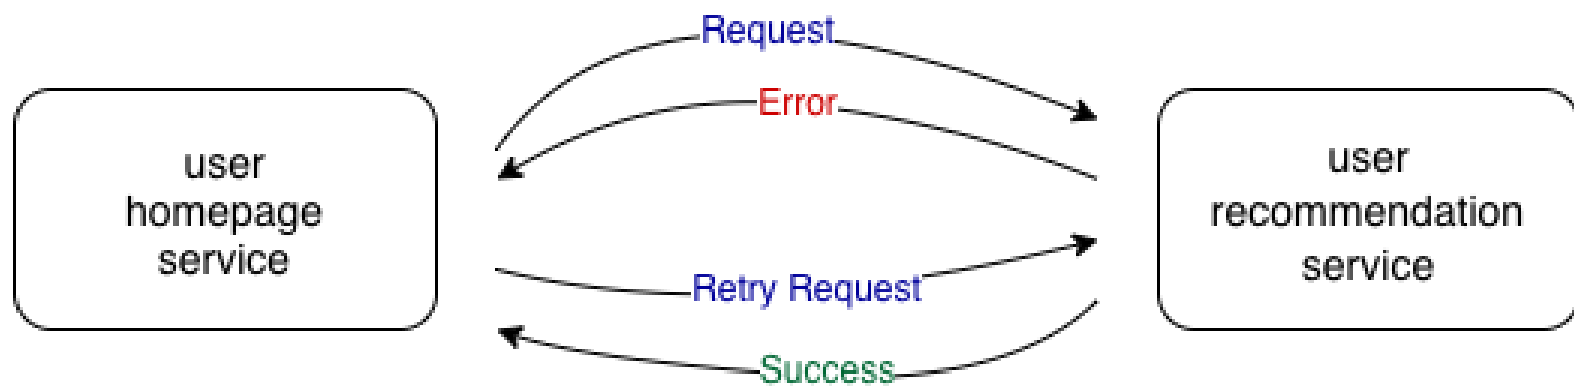 Request
Error
user
homepage
service
user
recommendation
service
Retry Request
Success